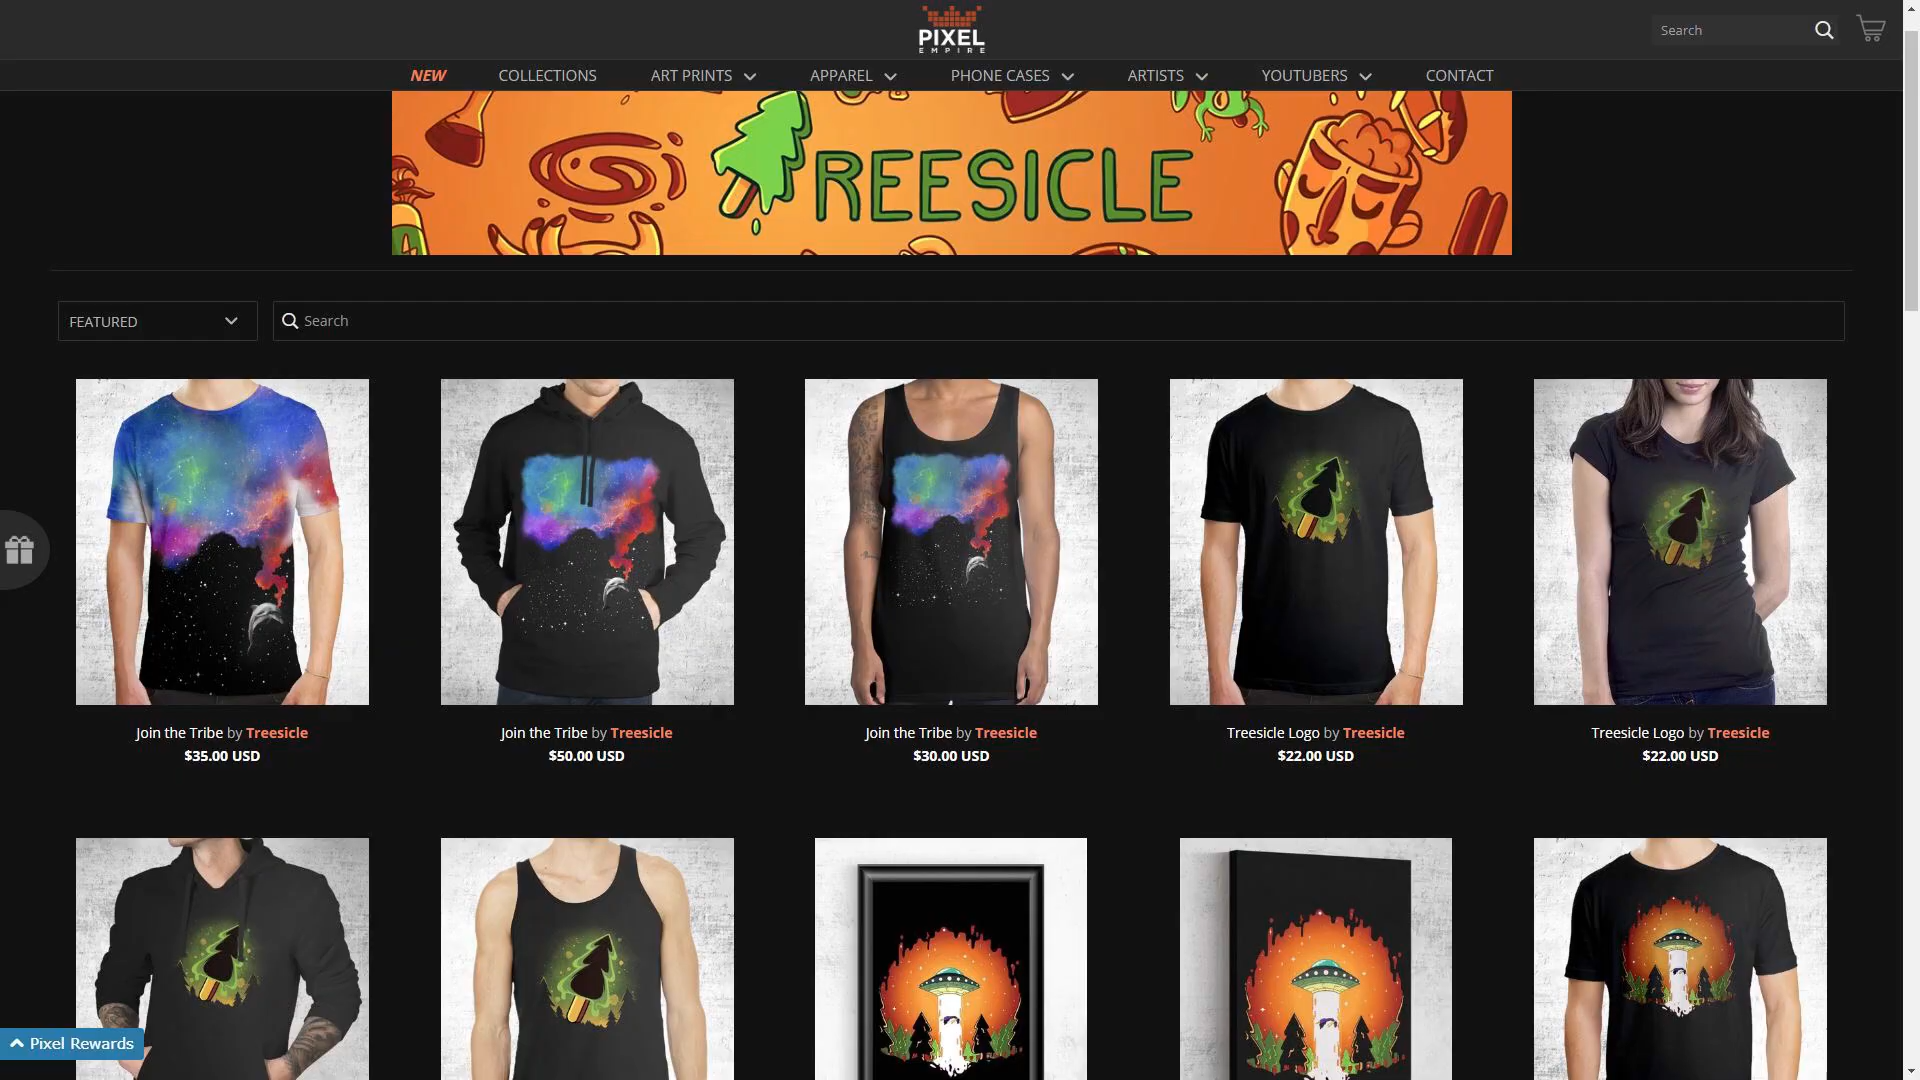 PIXEL
EMPIRE
Search
NEW
COLLECTIONS
ART PRINTS
APPAREL
PHONE CASES
ARTISTS
YOUTUBERS
CONTACT
REESICLE
FEATURED
Search
Join the Tribe by Treesicle
$35.00 USD
Join the Tribe by Treesicle
$50.00 USD
Join the Tribe by Treesicle
$30.00 USD
Treesicle Logo by Treesicle
$22.00 USD
Treesicle Logo by Treesicle
$22.00 USD
Pixel Rewards